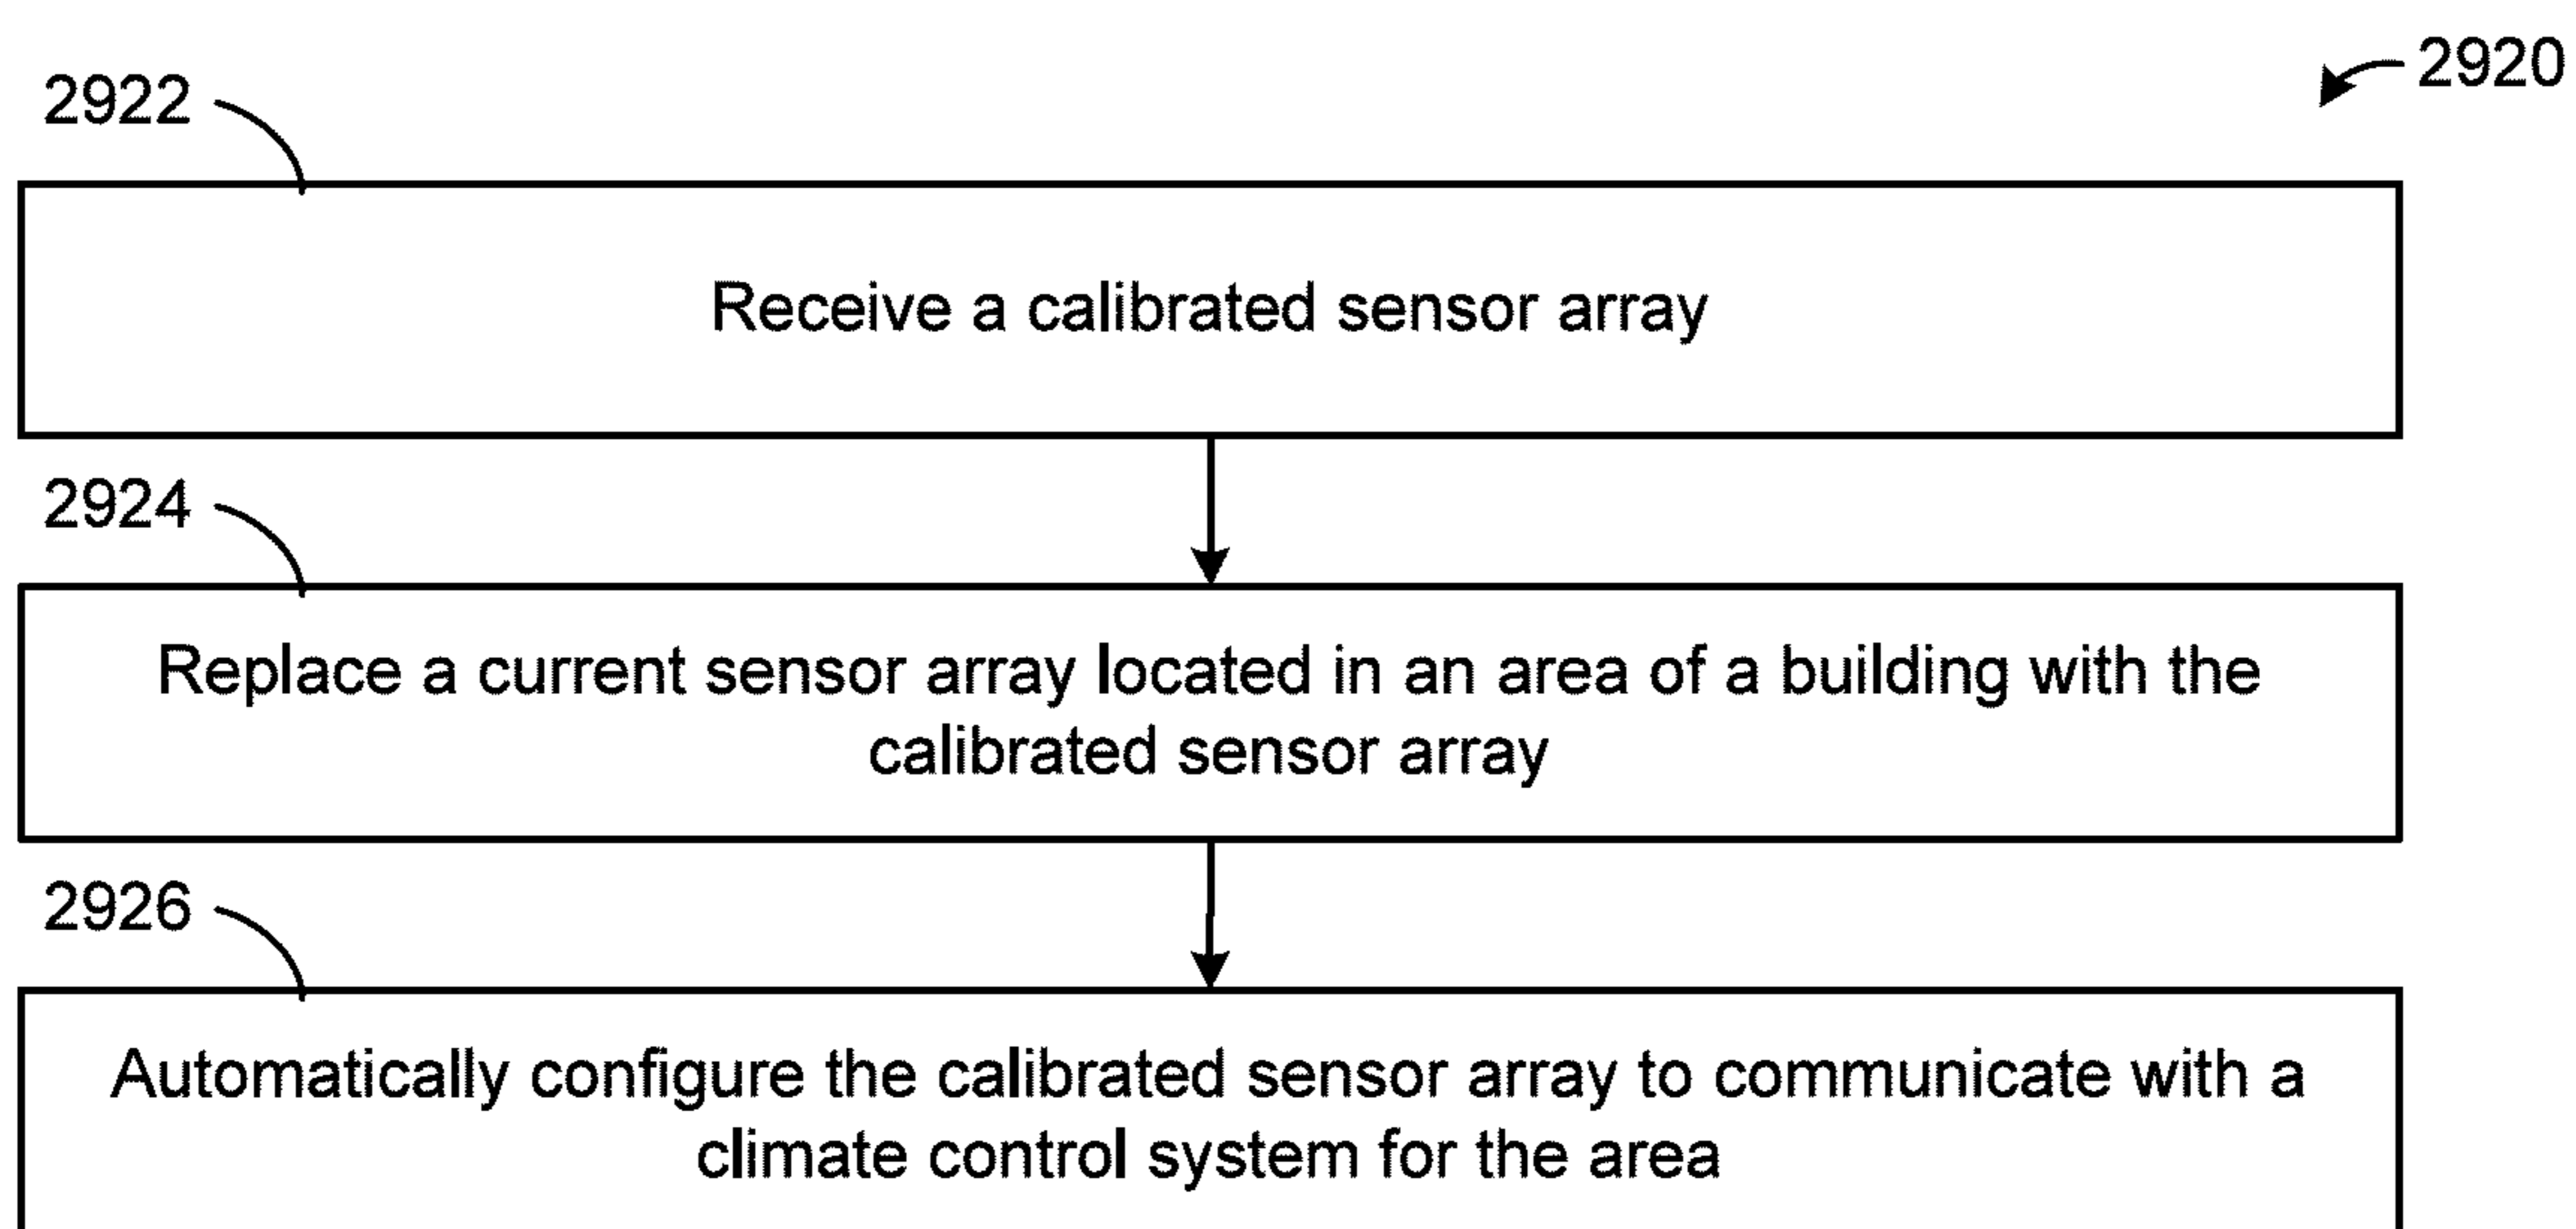 2920
2922
Receive a calibrated sensor array
2924
Replace a current sensor array located in an area of a building with the
calibrated sensor array
2926
Automatically configure the calibrated sensor array to communicate with a
climate control system for the area